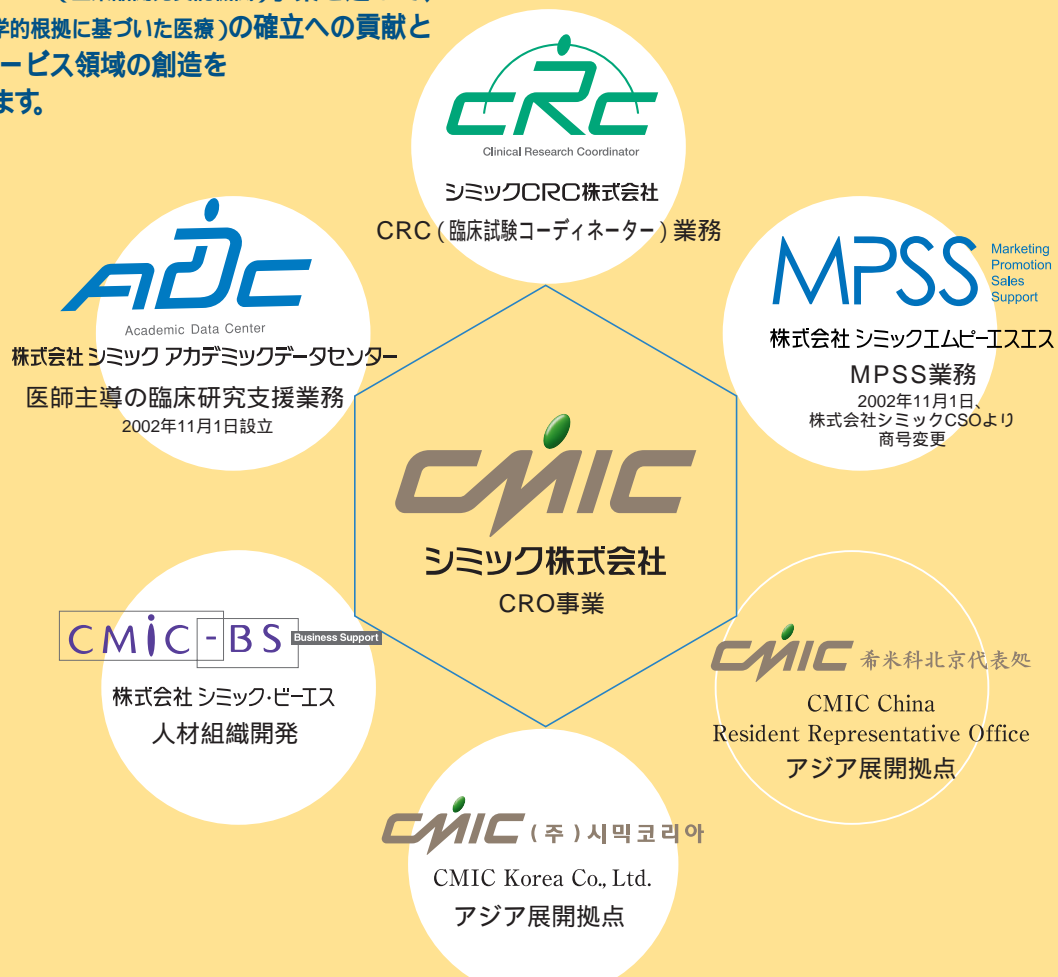 学的根拠に基づいた医療)の確立への貢献と
ービス領域の創造を
ます。
CRC
Clinical Research Coordinator
シミックCRC株式会社
CRC(臨床試験コーディネーター)業務
ADC
Academic Data Center
株式会社 シミック アカデミックデータセンター
医師主導の臨床研究支援業務
2002年11月1日設立
MPSS
Marketing
Promotion
Sales
Support
株式会社 シミックエムピーエスエス
MPSS業務
2002年11月1日、
株式会社シミックCSOより
商号変更
CMIC
シミック株式会社
CRO事業
CMIC-BS Business Support
株式会社 シミック・ビーエス
人材組織開発
CMIC 希米科北京代表処
CMIC China
Resident Representative Office
アジア展開拠点
CMIC (주)시믹코리아
CMIC Korea Co., Ltd.
アジア展開拠点